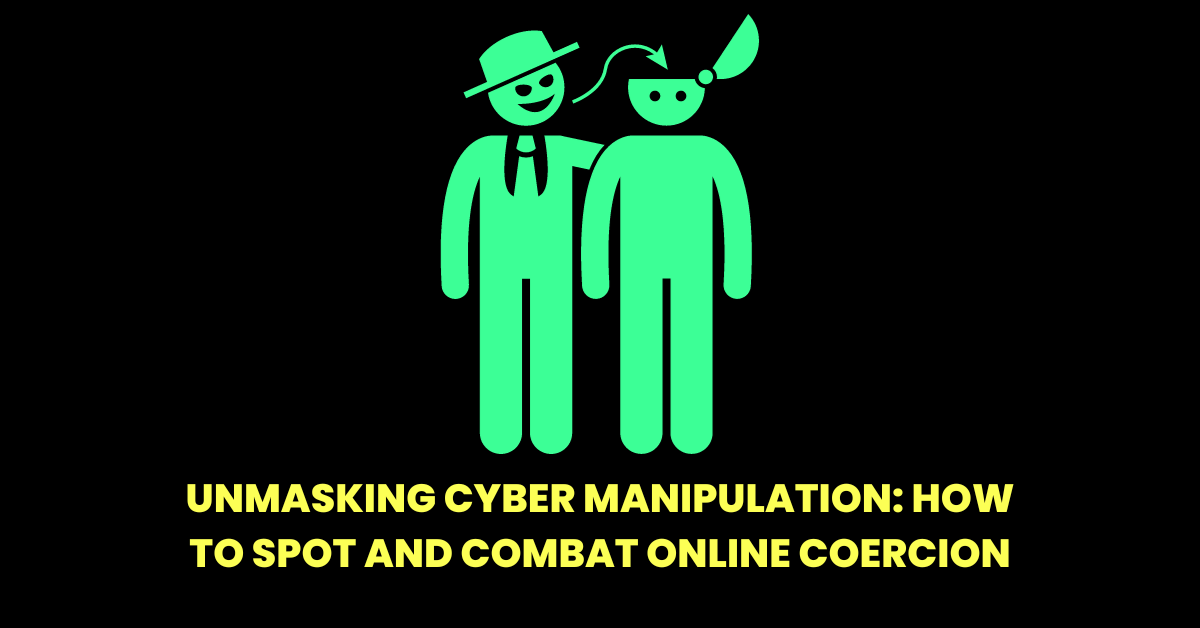 UNMASKING CYBER MANIPULATION: HOW
TO SPOT AND COMBAT ONLINE COERCION